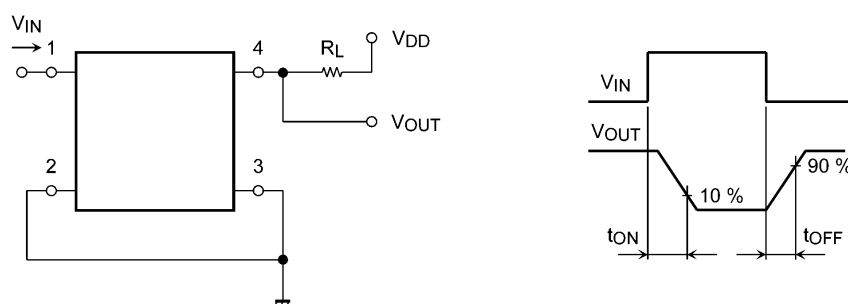 VIN
1
4
RL
VDD
VOUT
2
3
VIN
VOUT
10 %
90 %
tON
tOFF